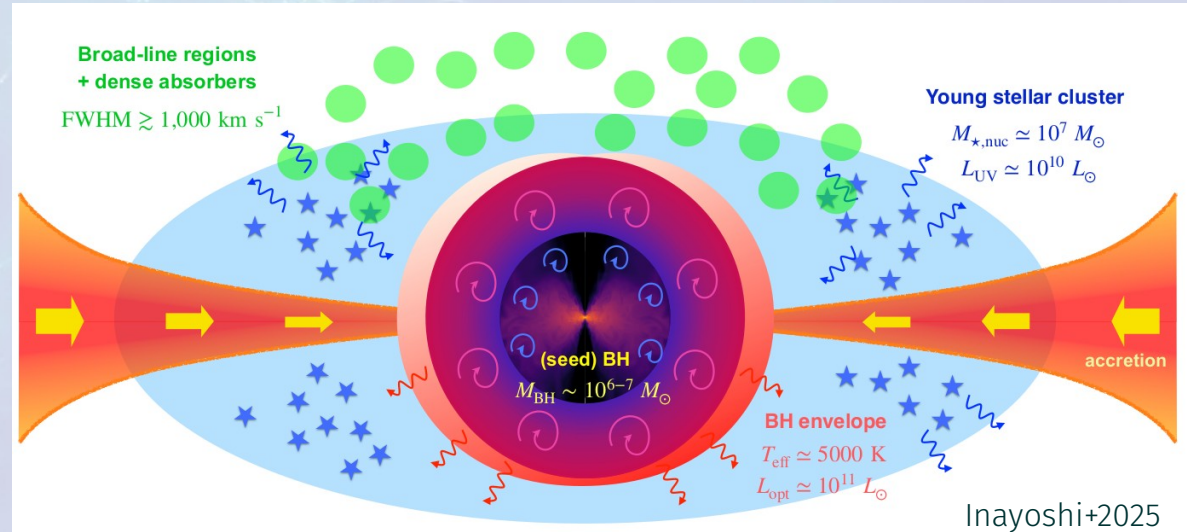 Broad-line regions
+ dense absorbers
FWHM ≳ 1,000 km s⁻¹
Young stellar cluster
M⋆,nuc ≃ 10⁷ M⊙
L_UV ≃ 10¹⁰ L⊙
(seed) BH
M_BH ∼ 10⁶⁻⁷ M⊙
accretion
BH envelope
T_eff ≃ 5000 K
L_opt ≃ 10¹¹ L⊙
Inayoshi+2025